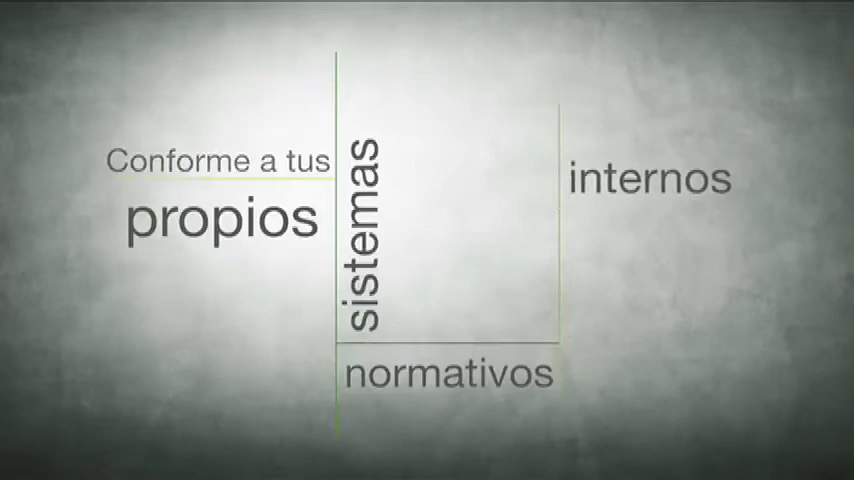 Conforme a tus
propios
sistemas
normativos
internos